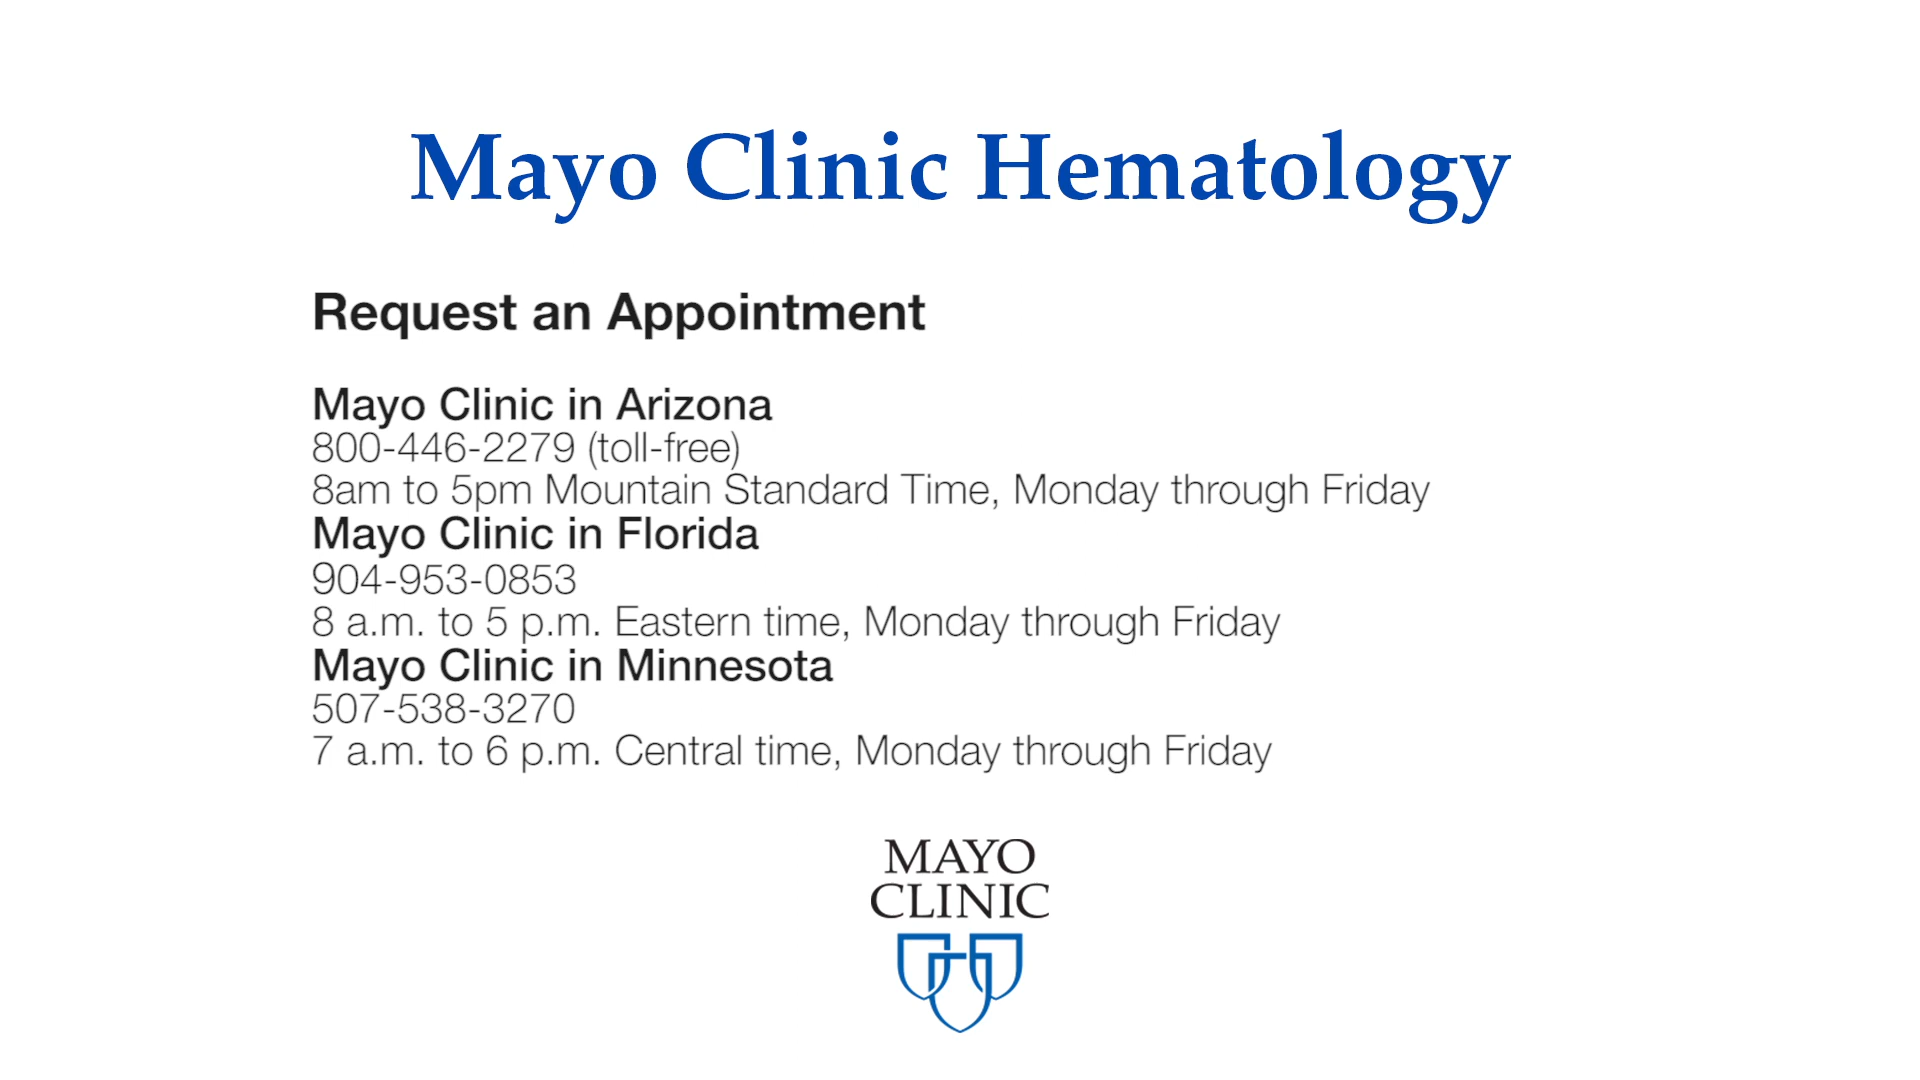 Mayo Clinic Hematology
Request an Appointment
Mayo Clinic in Arizona
800-446-2279 (toll-free)
8am to 5pm Mountain Standard Time, Monday through Friday
Mayo Clinic in Florida
904-953-0853
8 a.m. to 5 p.m. Eastern time, Monday through Friday
Mayo Clinic in Minnesota
507-538-3270
7 a.m. to 6 p.m. Central time, Monday through Friday
MAYO
CLINIC